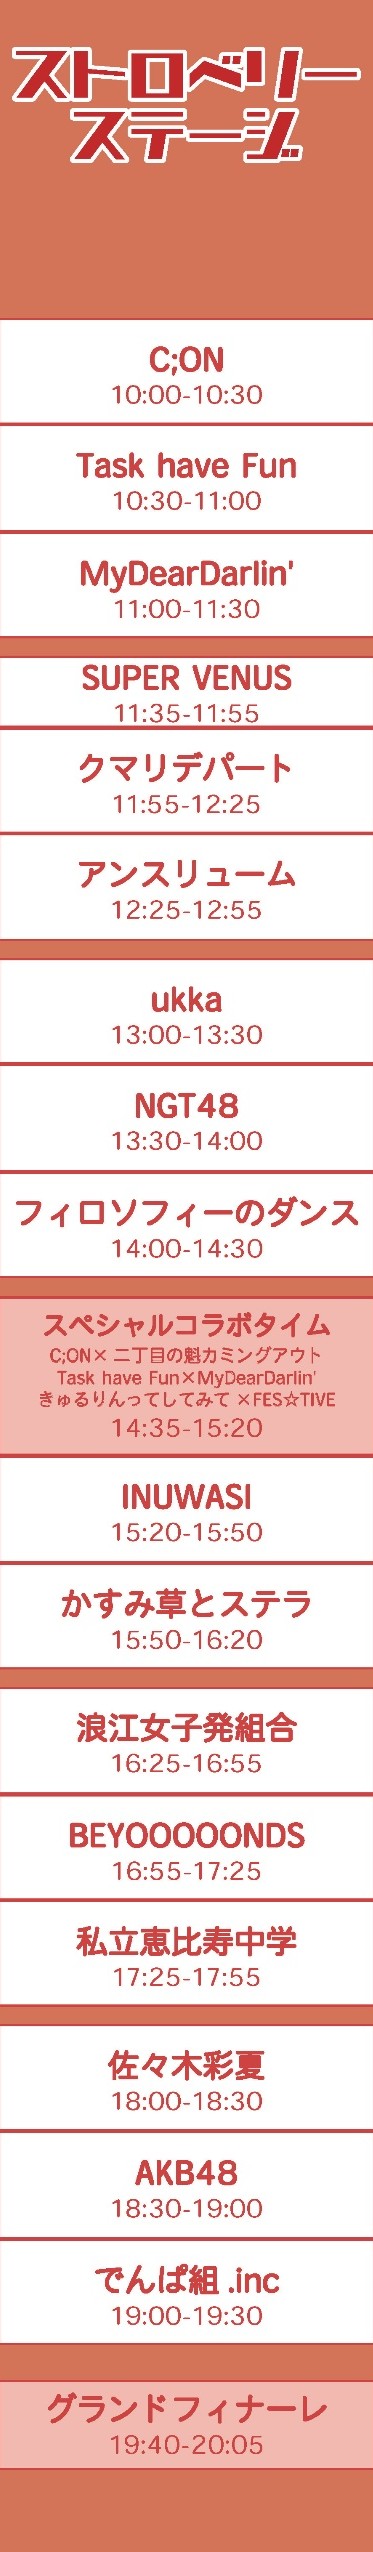 ストロベリー
ステージ
C;ON
10:00-10:30
Task have Fun
10:30-11:00
MyDearDarlin'
11:00-11:30
SUPER VENUS
11:35-11:55
クマリデパート
11:55-12:25
アンスリューム
12:25-12:55
ukka
13:00-13:30
NGT48
13:30-14:00
フィロソフィーのダンス
14:00-14:30
スペシャルコラボタイム
C;ON× 二丁目の魁カミングアウト
Task have Fun×MyDearDarlin'
きゅるりんってしてみて ×FES☆TIVE
14:35-15:20
INUWASI
15:20-15:50
かすみ草とステラ
15:50-16:20
浪江女子発組合
16:25-16:55
BEYOOOOONDS
16:55-17:25
私立恵比寿中学
17:25-17:55
佐々木彩夏
18:00-18:30
AKB48
18:30-19:00
でんぱ組 .inc
19:00-19:30
グランドフィナーレ
19:40-20:05